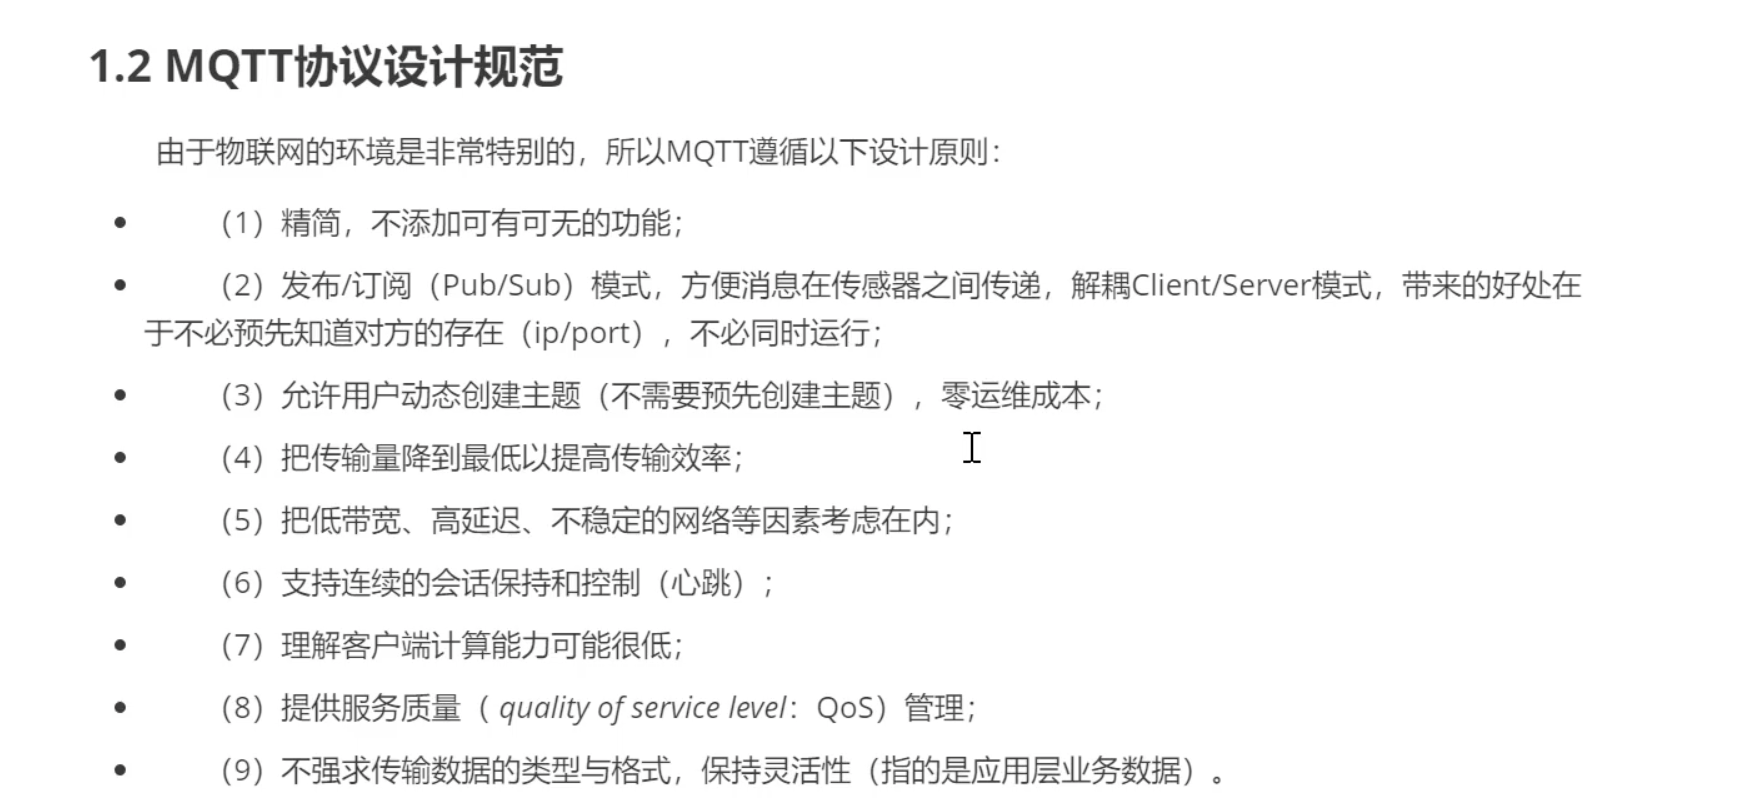 1.2 MQTT协议设计规范
由于物联网的环境是非常特别的，所以MQTT遵循以下设计原则：
• （1）精简，不添加可有可无的功能；
• （2）发布/订阅（Pub/Sub）模式，方便消息在传感器之间传递，解耦Client/Server模式，带来的好处在
于不必预先知道对方的存在（ip/port），不必同时运行；
• （3）允许用户动态创建主题（不需要预先创建主题），零运维成本；
• （4）把传输量降到最低以提高传输效率；
• （5）把低带宽、高延迟、不稳定的网络等因素考虑在内；
• （6）支持连续的会话保持和控制（心跳）；
• （7）理解客户端计算能力可能很低；
• （8）提供服务质量（ quality of service level：QoS）管理；
• （9）不强求传输数据的类型与格式，保持灵活性（指的是应用层业务数据）。